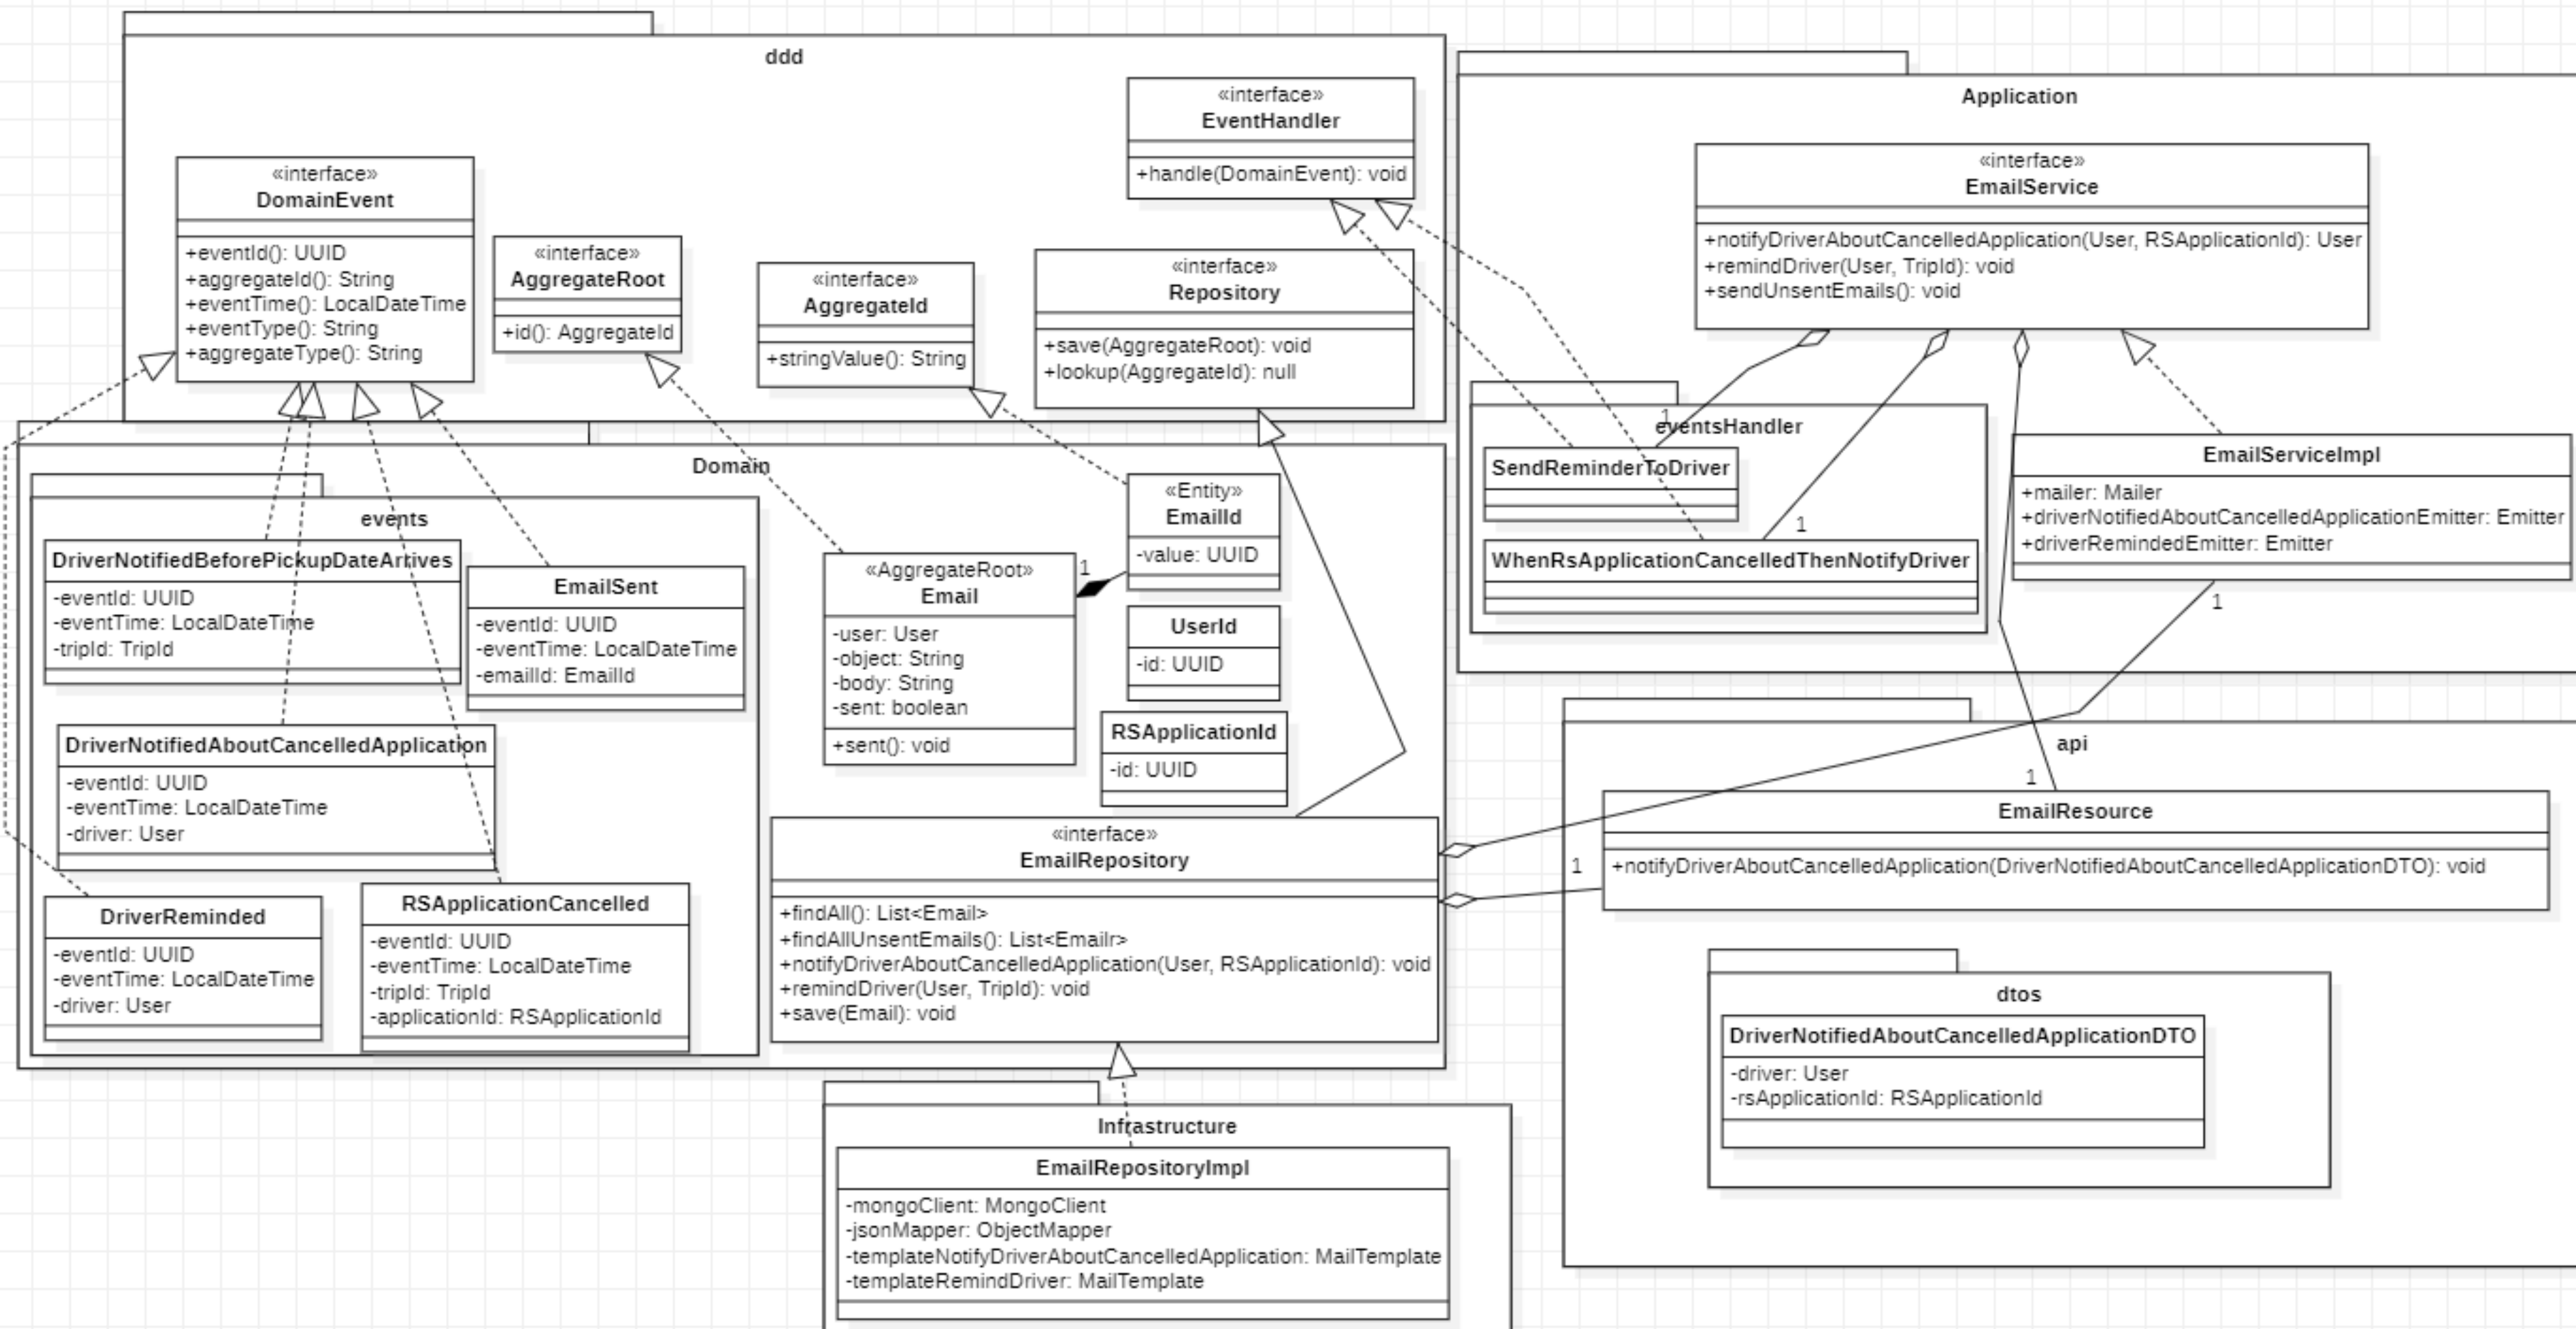 ddd
«interface»
EventHandler
+handle(DomainEvent): void
«interface»
DomainEvent
+eventId(): UUID
+aggregateId(): String
+eventTime(): LocalDateTime
+eventType(): String
+aggregateType(): String
«interface»
AggregateRoot
+id(): AggregateId
«interface»
AggregateId
+stringValue(): String
«interface»
Repository
+save(AggregateRoot): void
+lookup(AggregateId): null
Application
«interface»
EmailService
+notifyDriverAboutCancelledApplication(User, RSApplicationId): User
+remindDriver(User, TripId): void
+sendUnsentEmails(): void
1
eventsHandler
SendReminderToDriver
1
WhenRsApplicationCancelledThenNotifyDriver
EmailServiceImpl
+mailer: Mailer
+driverNotifiedAboutCancelledApplicationEmitter: Emitter
+driverRemindedEmitter: Emitter
1
Domain
events
DriverNotifiedBeforePickupDateArrives
-eventId: UUID
-eventTime: LocalDateTime
-tripId: TripId
EmailSent
-eventId: UUID
-eventTime: LocalDateTime
-emailId: EmailId
DriverNotifiedAboutCancelledApplication
-eventId: UUID
-eventTime: LocalDateTime
-driver: User
DriverReminded
-eventId: UUID
-eventTime: LocalDateTime
-driver: User
RSApplicationCancelled
-eventId: UUID
-eventTime: LocalDateTime
-tripId: TripId
-applicationId: RSApplicationId
«AggregateRoot»
Email
-user: User
-object: String
-body: String
-sent: boolean
+sent(): void
1
«Entity»
EmailId
-value: UUID
UserId
-id: UUID
RSApplicationId
-id: UUID
«interface»
EmailRepository
+findAll(): List<Email>
+findAllUnsentEmails(): List<Emailr>
+notifyDriverAboutCancelledApplication(User, RSApplicationId): void
+remindDriver(User, TripId): void
+save(Email): void
api
1
1
EmailResource
+notifyDriverAboutCancelledApplication(DriverNotifiedAboutCancelledApplicationDTO): void
dtos
DriverNotifiedAboutCancelledApplicationDTO
-driver: User
-rsApplicationId: RSApplicationId
Infrastructure
EmailRepositoryImpl
-mongoClient: MongoClient
-jsonMapper: ObjectMapper
-templateNotifyDriverAboutCancelledApplication: MailTemplate
-templateRemindDriver: MailTemplate